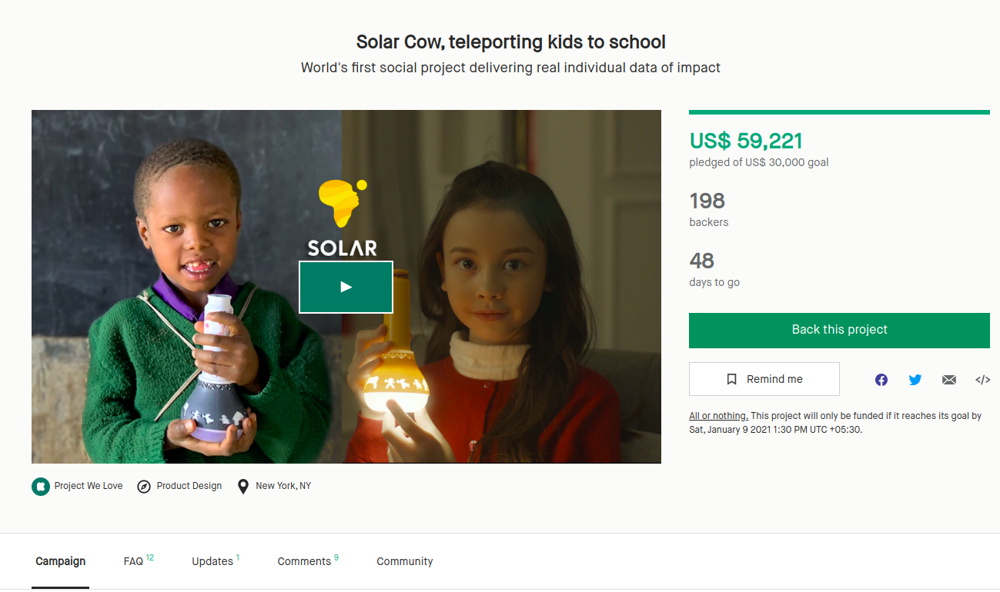 Solar Cow, teleporting kids to school
World's first social project delivering real individual data of impact
SOLAR
US$ 59,221
pledged of US$ 30,000 goal
198
backers
48
days to go
Back this project
Remind me
All or nothing. This project will only be funded if it reaches its goal by
Sat, January 9 2021 1:30 PM UTC +05:30.
Project We Love
Product Design
New York, NY
Campaign
FAQ 12
Updates 1
Comments 9
Community